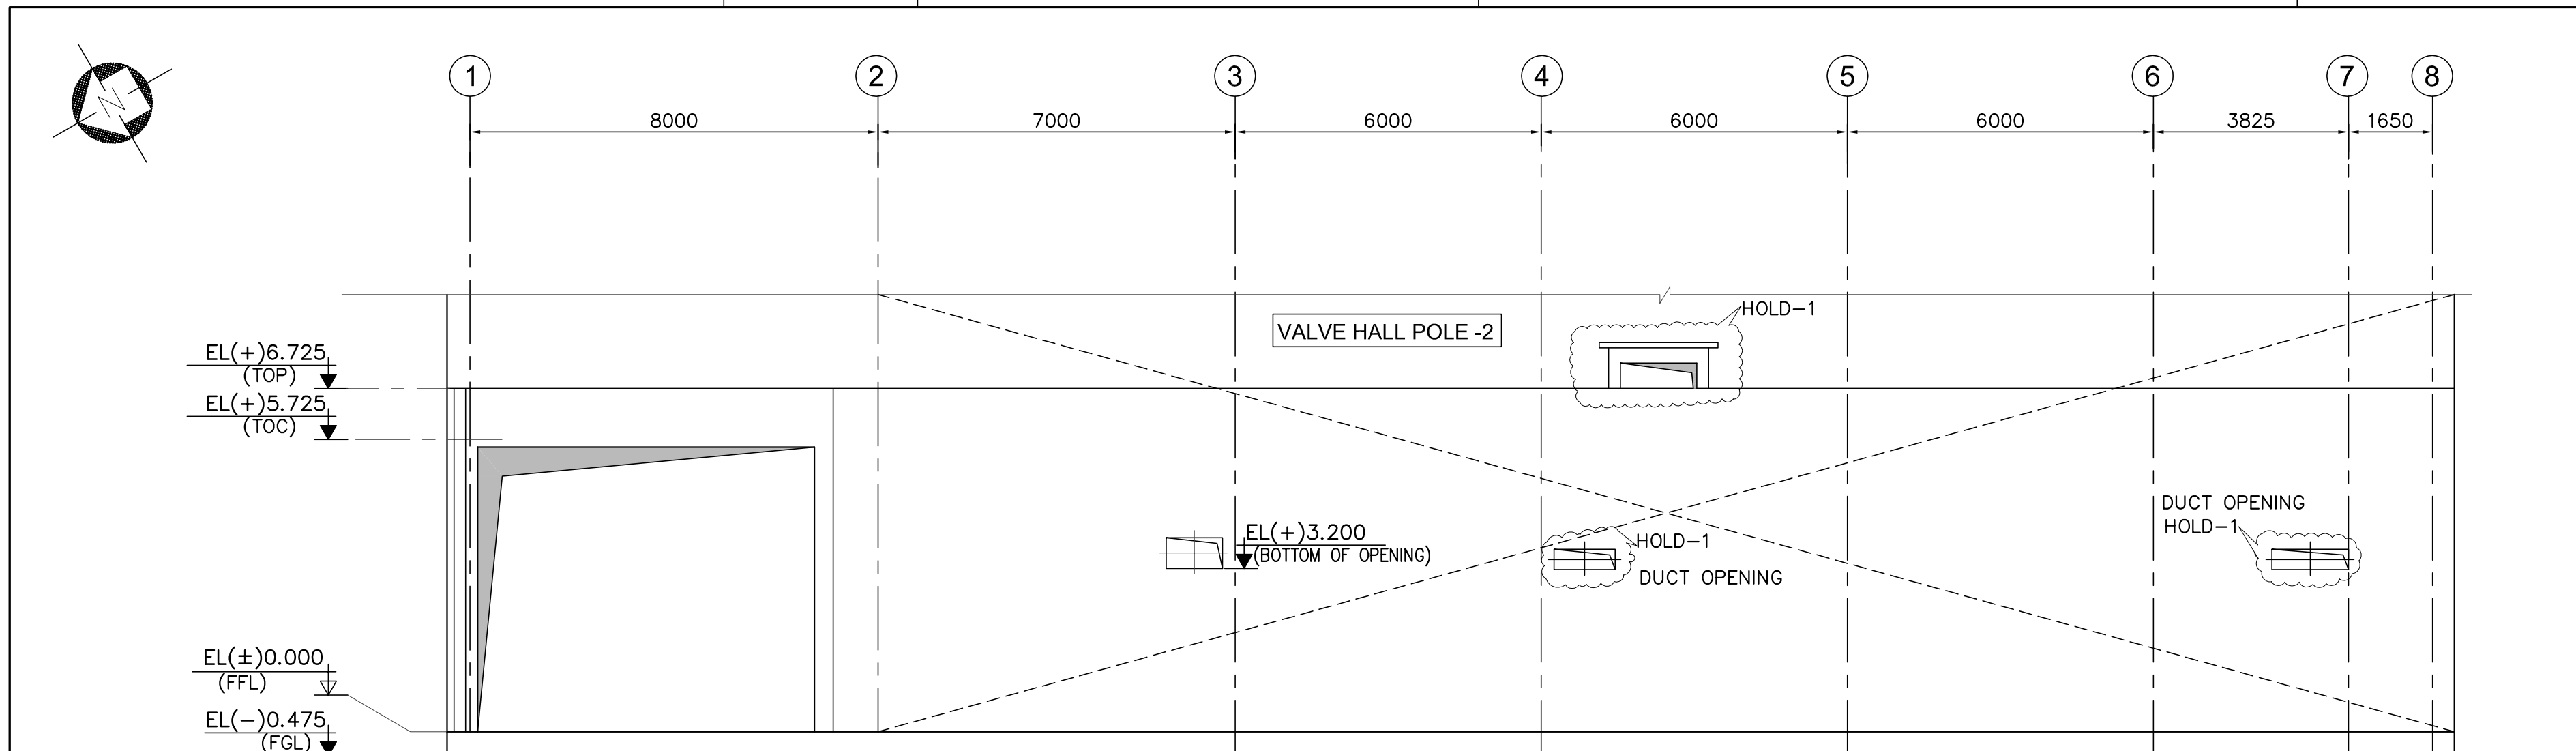 N
1 2 3 4 5 6 7 8
8000 7000 6000 6000 6000 3825 1650
HOLD-1
VALVE HALL POLE -2
EL(+)6.725
(TOP)
EL(+)5.725
(TOC)
DUCT OPENING
HOLD-1
EL(+)3.200
(BOTTOM OF OPENING)
HOLD-1
DUCT OPENING
EL(±)0.000
(FFL)
EL(-)0.475
(FGL)